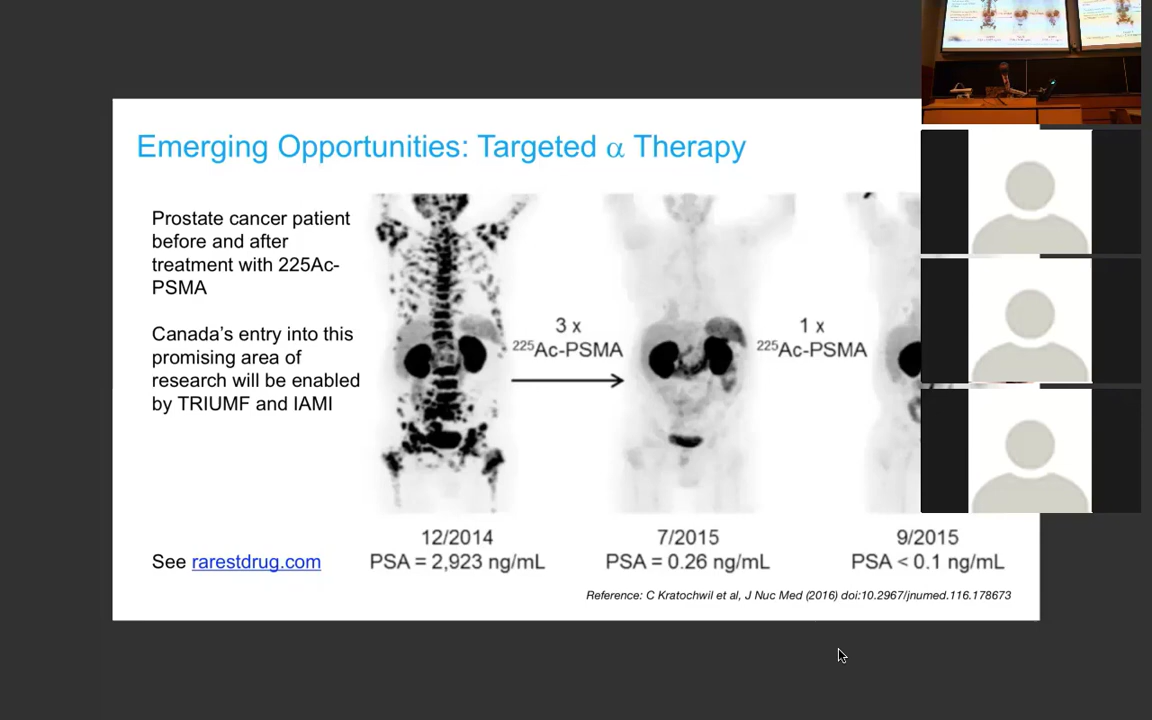 Emerging Opportunities: Targeted α Therapy
Prostate cancer patient
before and after
treatment with 225Ac-
PSMA
Canada's entry into this
promising area of
research will be enabled
by TRIUMF and IAMI
See rarestdrug.com
3 x
²²⁵Ac-PSMA
1 x
²²⁵Ac-PSMA
12/2014
PSA = 2,923 ng/mL
7/2015
PSA = 0.26 ng/mL
9/2015
PSA < 0.1 ng/mL
Reference: C Kratochwil et al, J Nuc Med (2016) doi:10.2967/jnumed.116.178673